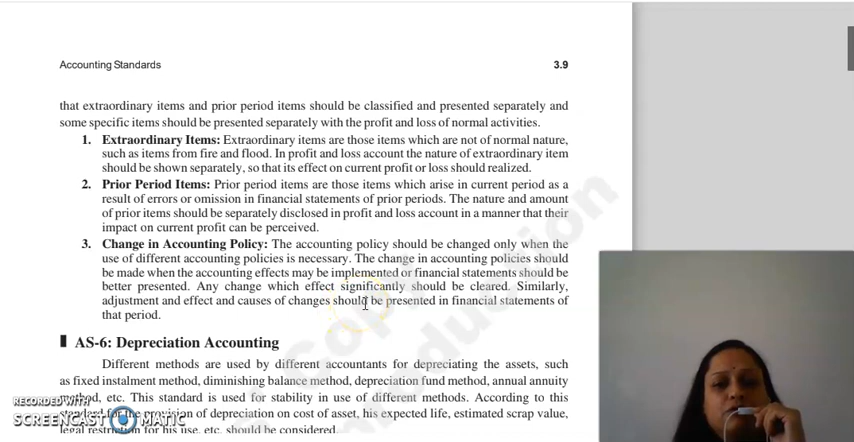 Accounting Standards 3.9
that extraordinary items and prior period items should be classified and presented separately and
some specific items should be presented separately with the profit and loss of normal activities.
1. Extraordinary Items: Extraordinary items are those items which are not of normal nature,
such as items from fire and flood. In profit and loss account the nature of extraordinary item
should be shown separately, so that its effect on current profit or loss should realized.
2. Prior Period Items: Prior period items are those items which arise in current period as a
result of errors or omission in financial statements of prior periods. The nature and amount
of prior items should be separately disclosed in profit and loss account in a manner that their
impact on current profit can be perceived.
3. Change in Accounting Policy: The accounting policy should be changed only when the
use of different accounting policies is necessary. The change in accounting policies should
be made when the accounting effects may be implemented or financial statements should be
better presented. Any change which effect significantly should be cleared. Similarly,
adjustment and effect and causes of changes should be presented in financial statements of
that period.
AS-6: Depreciation Accounting
Different methods are used by different accountants for depreciating the assets, such
as fixed instalment method, diminishing balance method, depreciation fund method, annual annuity
method, etc. This standard is used for stability in use of different methods. According to this
standard for the provision of depreciation on cost of asset, his expected life, estimated scrap value,
legal restriction for his use, etc. should be considered.
Copy
RECORDED WITH
SCREENCAST MATIC